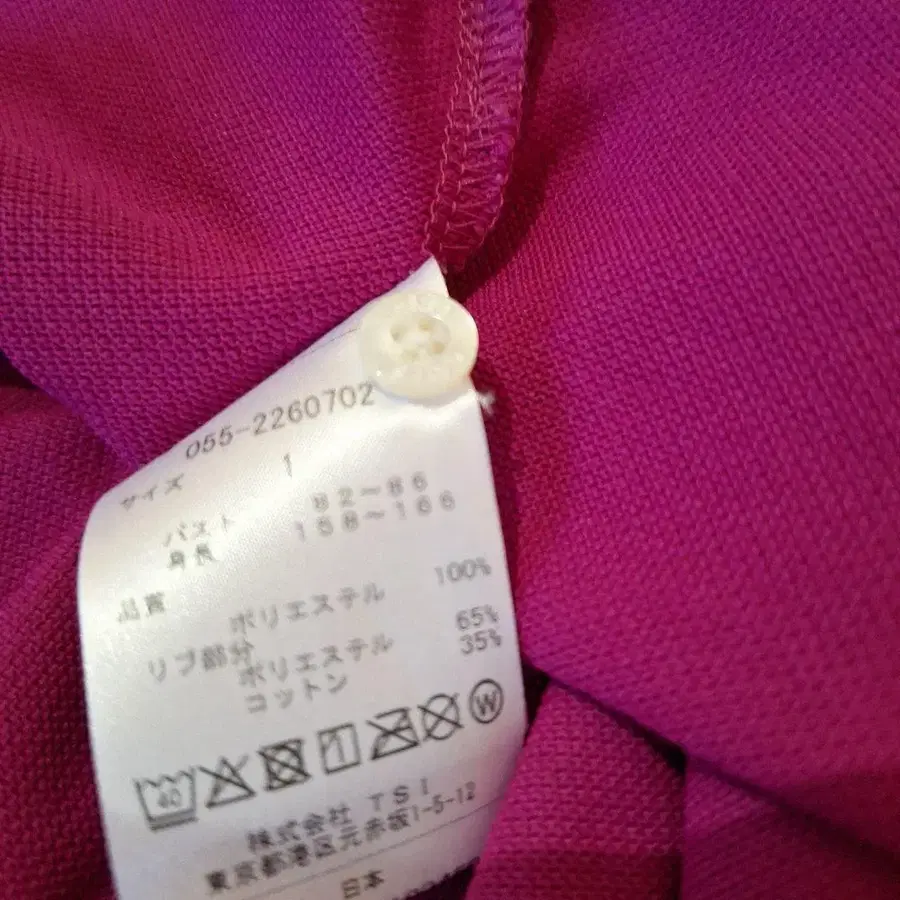 055-2260702
サイズ 1
バスト 82～86
身長 158～166
品質
ポリエステル 100%
リブ部分
ポリエステル 65%
コットン 35%
40 W
株式会社 TSI
東京都港区元赤坂1-5-12
日本